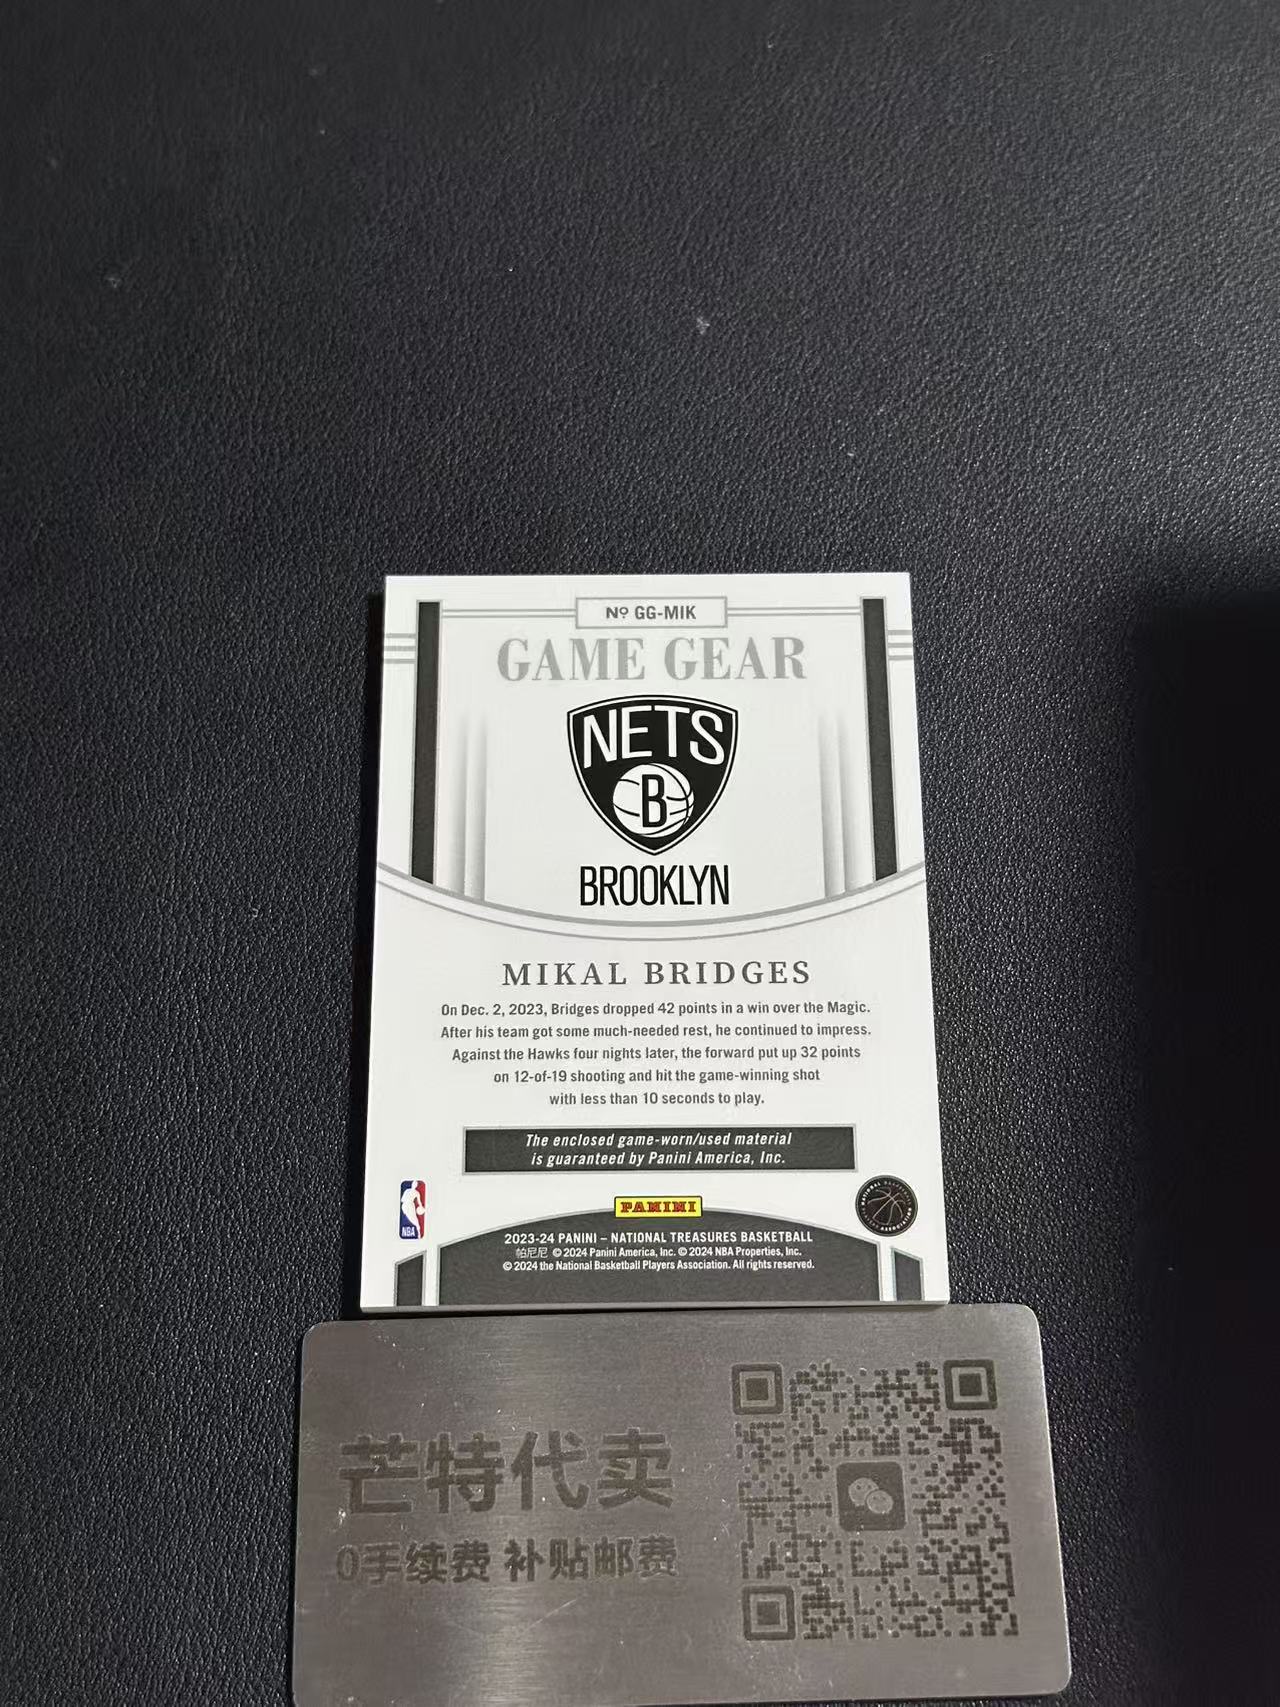 Nº GG-MIK
GAME GEAR
NETS
B
BROOKLYN
MIKAL BRIDGES
On Dec. 2, 2023, Bridges dropped 42 points in a win over the Magic.
After his team got some much-needed rest, he continued to impress.
Against the Hawks four nights later, the forward put up 32 points
on 12-of-19 shooting and hit the game-winning shot
with less than 10 seconds to play.
The enclosed game-worn/used material
is guaranteed by Panini America, Inc.
NBA
PANINI
2023-24 PANINI – NATIONAL TREASURES BASKETBALL
帕尼尼 © 2024 Panini America, Inc. © 2024 NBA Properties, Inc.
© 2024 the National Basketball Players Association. All rights reserved.
芒特代卖
0手续费 补贴邮费